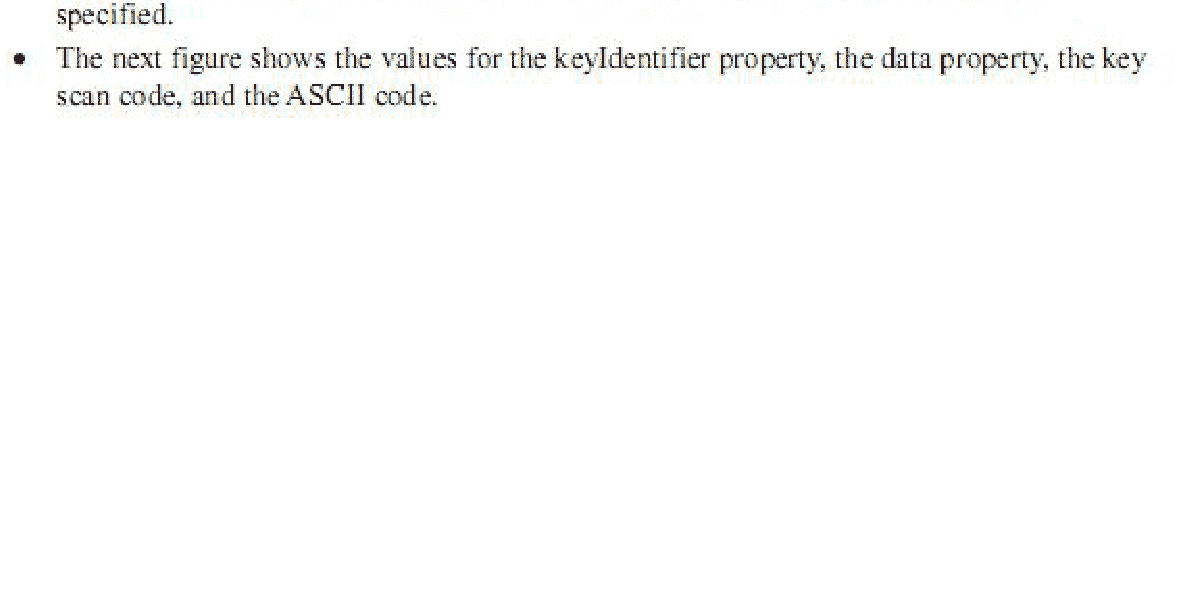 specified.
• The next figure shows the values for the keyIdentifier property, the data property, the key
scan code, and the ASCII code.